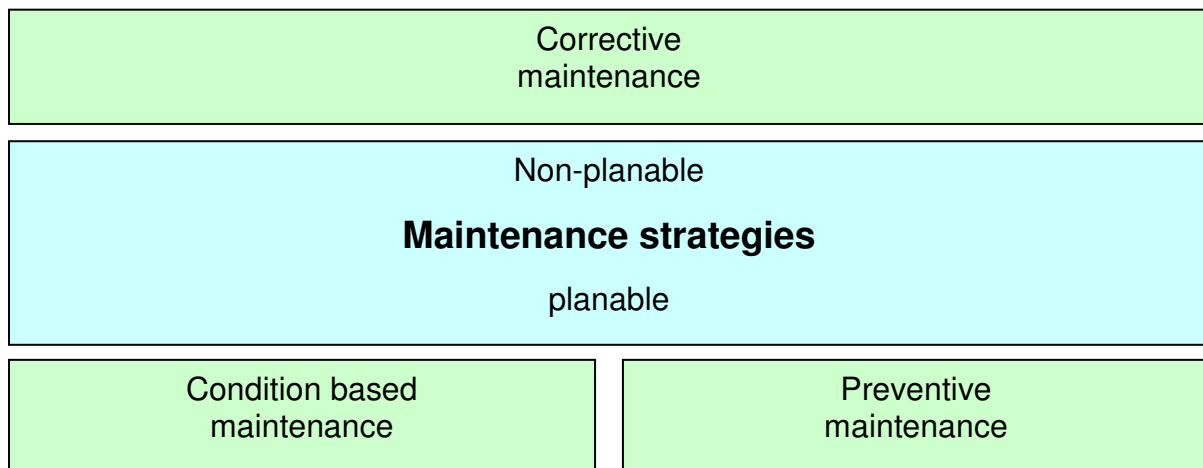 Corrective
maintenance
Non-planable
Maintenance strategies
planable
Condition based
maintenance
Preventive
maintenance